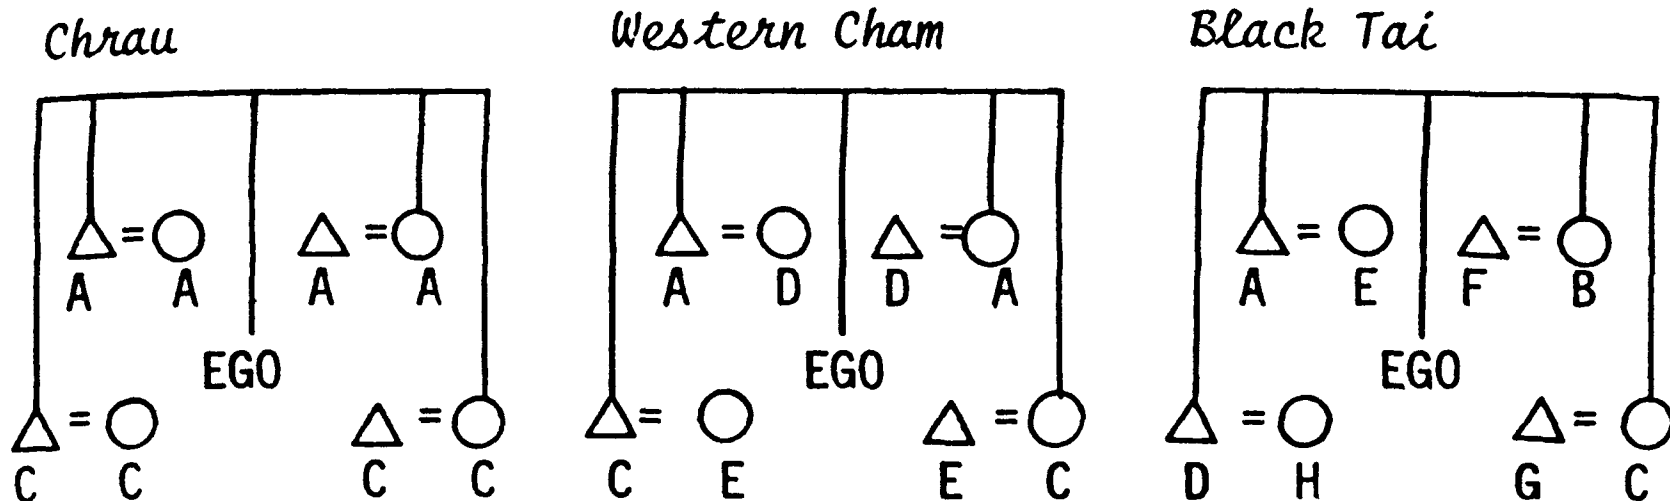 Chrau Western Cham Black Tai
A A A A A D D A A E F B
EGO EGO EGO
C C C C C E E C D H G C